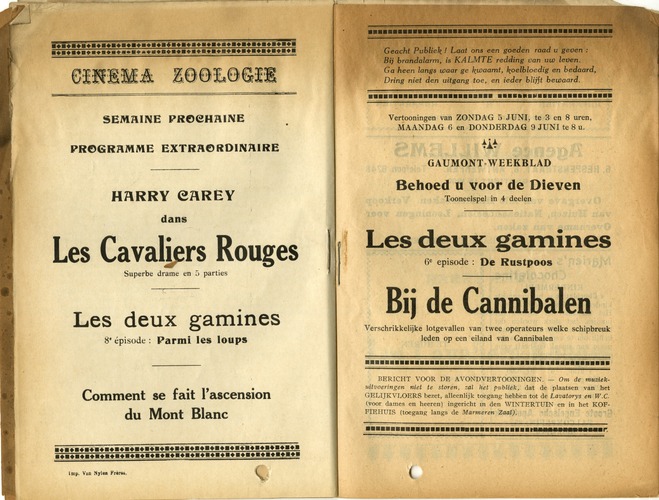 CINEMA ZOOLOGIE
SEMAINE PROCHAINE
PROGRAMME EXTRAORDINAIRE
HARRY CAREY
dans
Les Cavaliers Rouges
Superbe drame en 5 parties
Les deux gamines
8e épisode : Parmi les loups
Comment se fait l'ascension
du Mont Blanc
Imp. Van Nylen Frères.
Geacht Publiek! Laat ons een goeden raad u geven :
Bij brandalarm, is KALMTE redding van uw leven.
Ga heen langs waar ge kwaamt, koelbloedig en bedaard,
Dring niet den uitgang toe, en ieder blijft bewaard.
Vertooningen van ZONDAG 5 JUNI, te 3 en 8 uren,
MAANDAG 6 en DONDERDAG 9 JUNI te 8 u.
GAUMONT-WEEKBLAD
Behoed u voor de Dieven
Tooneelspel in 4 deelen
Les deux gamines
6e episode : De Rustpoos
Bij de Cannibalen
Verschrikkelijke lotgevallen van twee operateurs welke schipbreuk
leden op een eiland van Cannibalen
BERICHT VOOR DE AVONDVERTOONINGEN. — Om de muziek-
uitvoeringen niet te storen, zal het publiek, dat de plaatsen van het
GELIJKVLOERS bezet, alleenlijk toegang hebben tot de Lavatorys en W.C.
(voor dames en heeren) ingericht in den WINTERTUIN en in het KOF-
FIEHUIS (toegang langs de Marmeren Zaal).